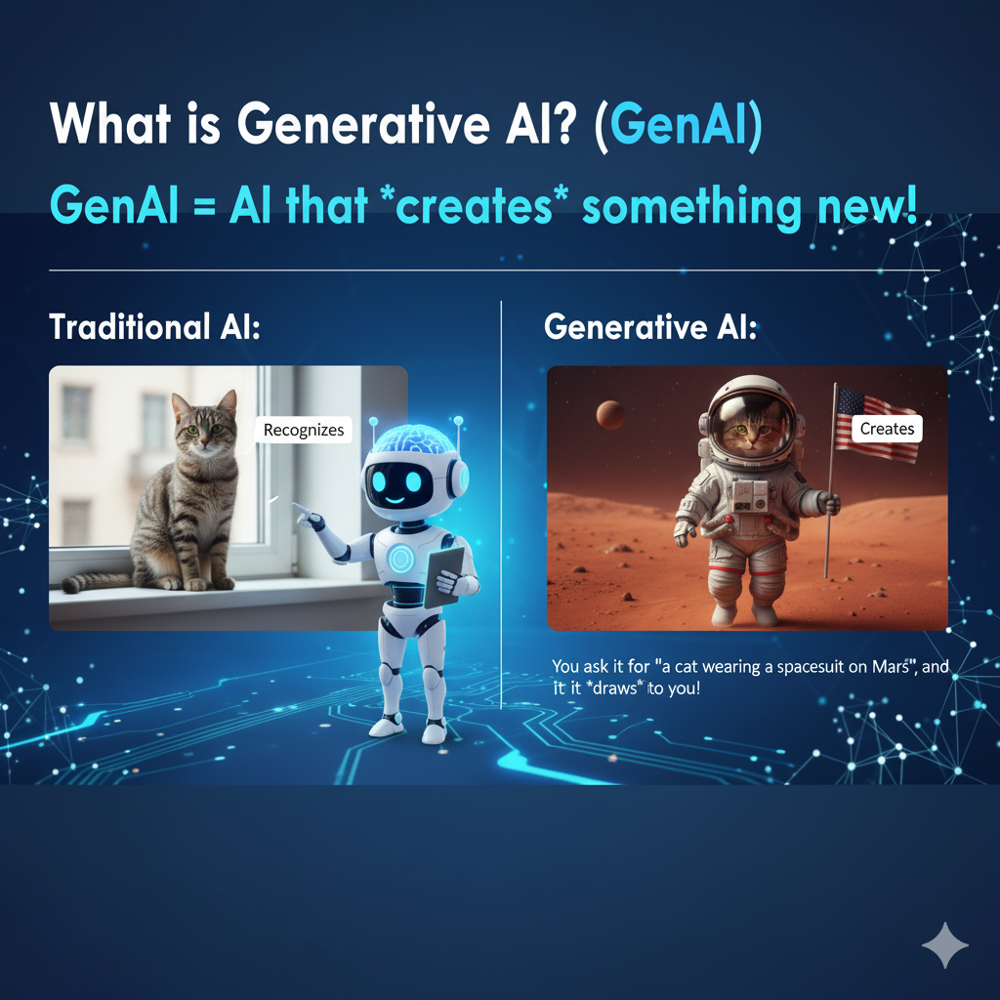 What is Generative AI? (GenAI)
GenAI = AI that *creates* something new!
Traditional AI:
Recognizes
Generative AI:
Creates
You ask it for "a cat wearing a spacesuit on Mars", and
it it *draws* to you!